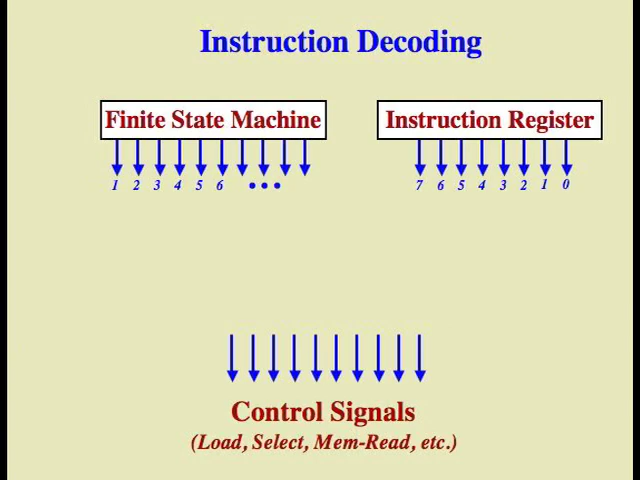 Instruction Decoding
Finite State Machine
Instruction Register
1 2 3 4 5 6 •••
7 6 5 4 3 2 1 0
Control Signals
(Load, Select, Mem-Read, etc.)